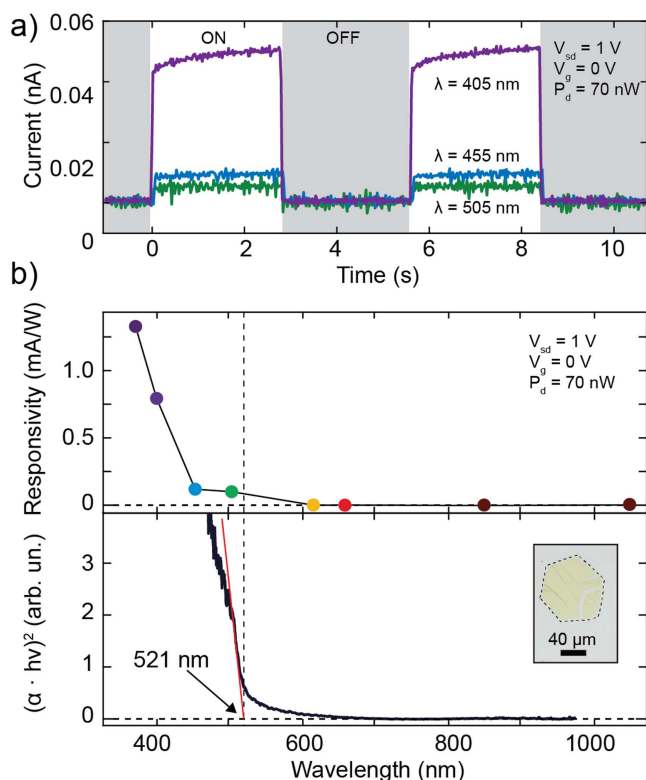 a)
0.06
0.04
0.02
0
Current (nA)
ON
OFF
V_sd = 1 V
V_g = 0 V
P_d = 70 nW
λ = 405 nm
λ = 455 nm
λ = 505 nm
0
2
4
6
8
10
Time (s)
b)
Responsivity (mA/W)
1.0
0.5
0
V_sd = 1 V
V_g = 0 V
P_d = 70 nW
(α · hν)² (arb. un.)
3
2
1
0
521 nm
40 µm
400
600
800
1000
Wavelength (nm)